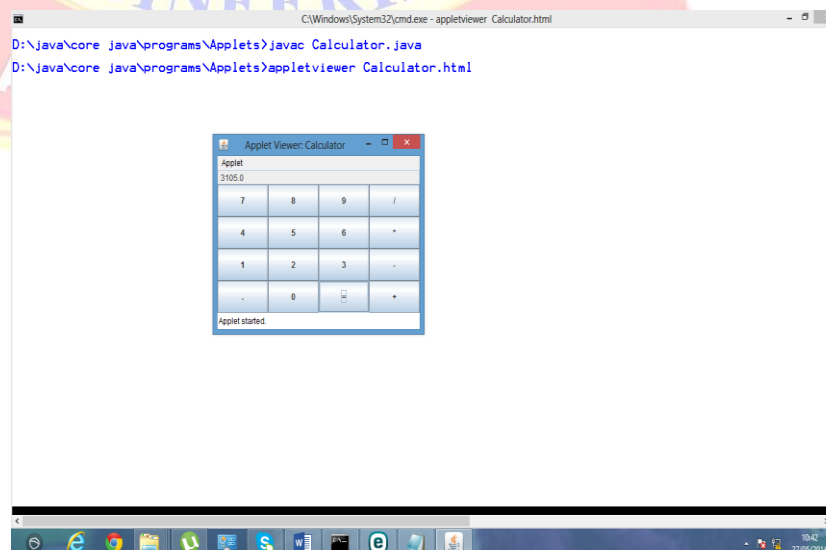 C:\Windows\System32\cmd.exe - appletviewer Calculator.html
D:\java\core java\programs\Applets>javac Calculator.java
D:\java\core java\programs\Applets>appletviewer Calculator.html
Applet Viewer: Calculator
Applet
3105.0
7 8 9 /
4 5 6 *
1 2 3 -
. 0 = +
Applet started.
10:42